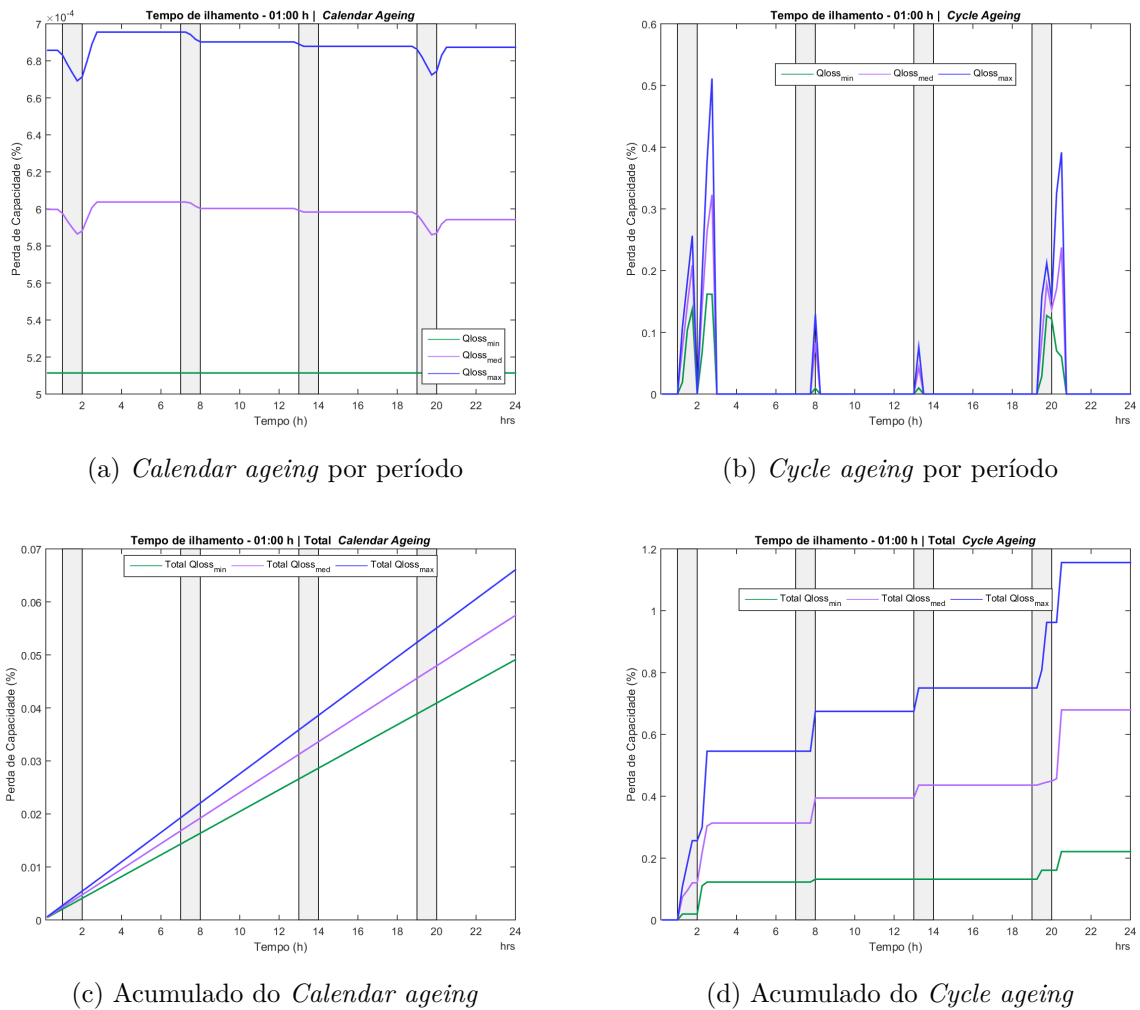 Tempo de ilhamento - 01:00 h | Calendar Ageing
×10⁻⁴
7
6.8
6.6
6.4
6.2
6
5.8
5.6
5.4
5.2
5
Perda de Capacidade (%)
Qloss_min
Qloss_med
Qloss_max
2 4 6 8 10 12 14 16 18 20 22 24
Tempo (h)
hrs
(a) Calendar ageing por período
Tempo de ilhamento - 01:00 h | Cycle Ageing
0.6
0.5
0.4
0.3
0.2
0.1
0
Perda de Capacidade (%)
Qloss_min Qloss_med Qloss_max
2 4 6 8 10 12 14 16 18 20 22 24
Tempo (h)
hrs
(b) Cycle ageing por período
Tempo de ilhamento - 01:00 h | Total Calendar Ageing
0.07
0.06
0.05
0.04
0.03
0.02
0.01
0
Perda de Capacidade (%)
Total Qloss_min Total Qloss_med Total Qloss_max
2 4 6 8 10 12 14 16 18 20 22 24
Tempo (h)
hrs
(c) Acumulado do Calendar ageing
Tempo de ilhamento - 01:00 h | Total Cycle Ageing
1.2
1
0.8
0.6
0.4
0.2
0
Perda de Capacidade (%)
Total Qloss_min Total Qloss_med Total Qloss_max
2 4 6 8 10 12 14 16 18 20 22 24
Tempo (h)
hrs
(d) Acumulado do Cycle ageing